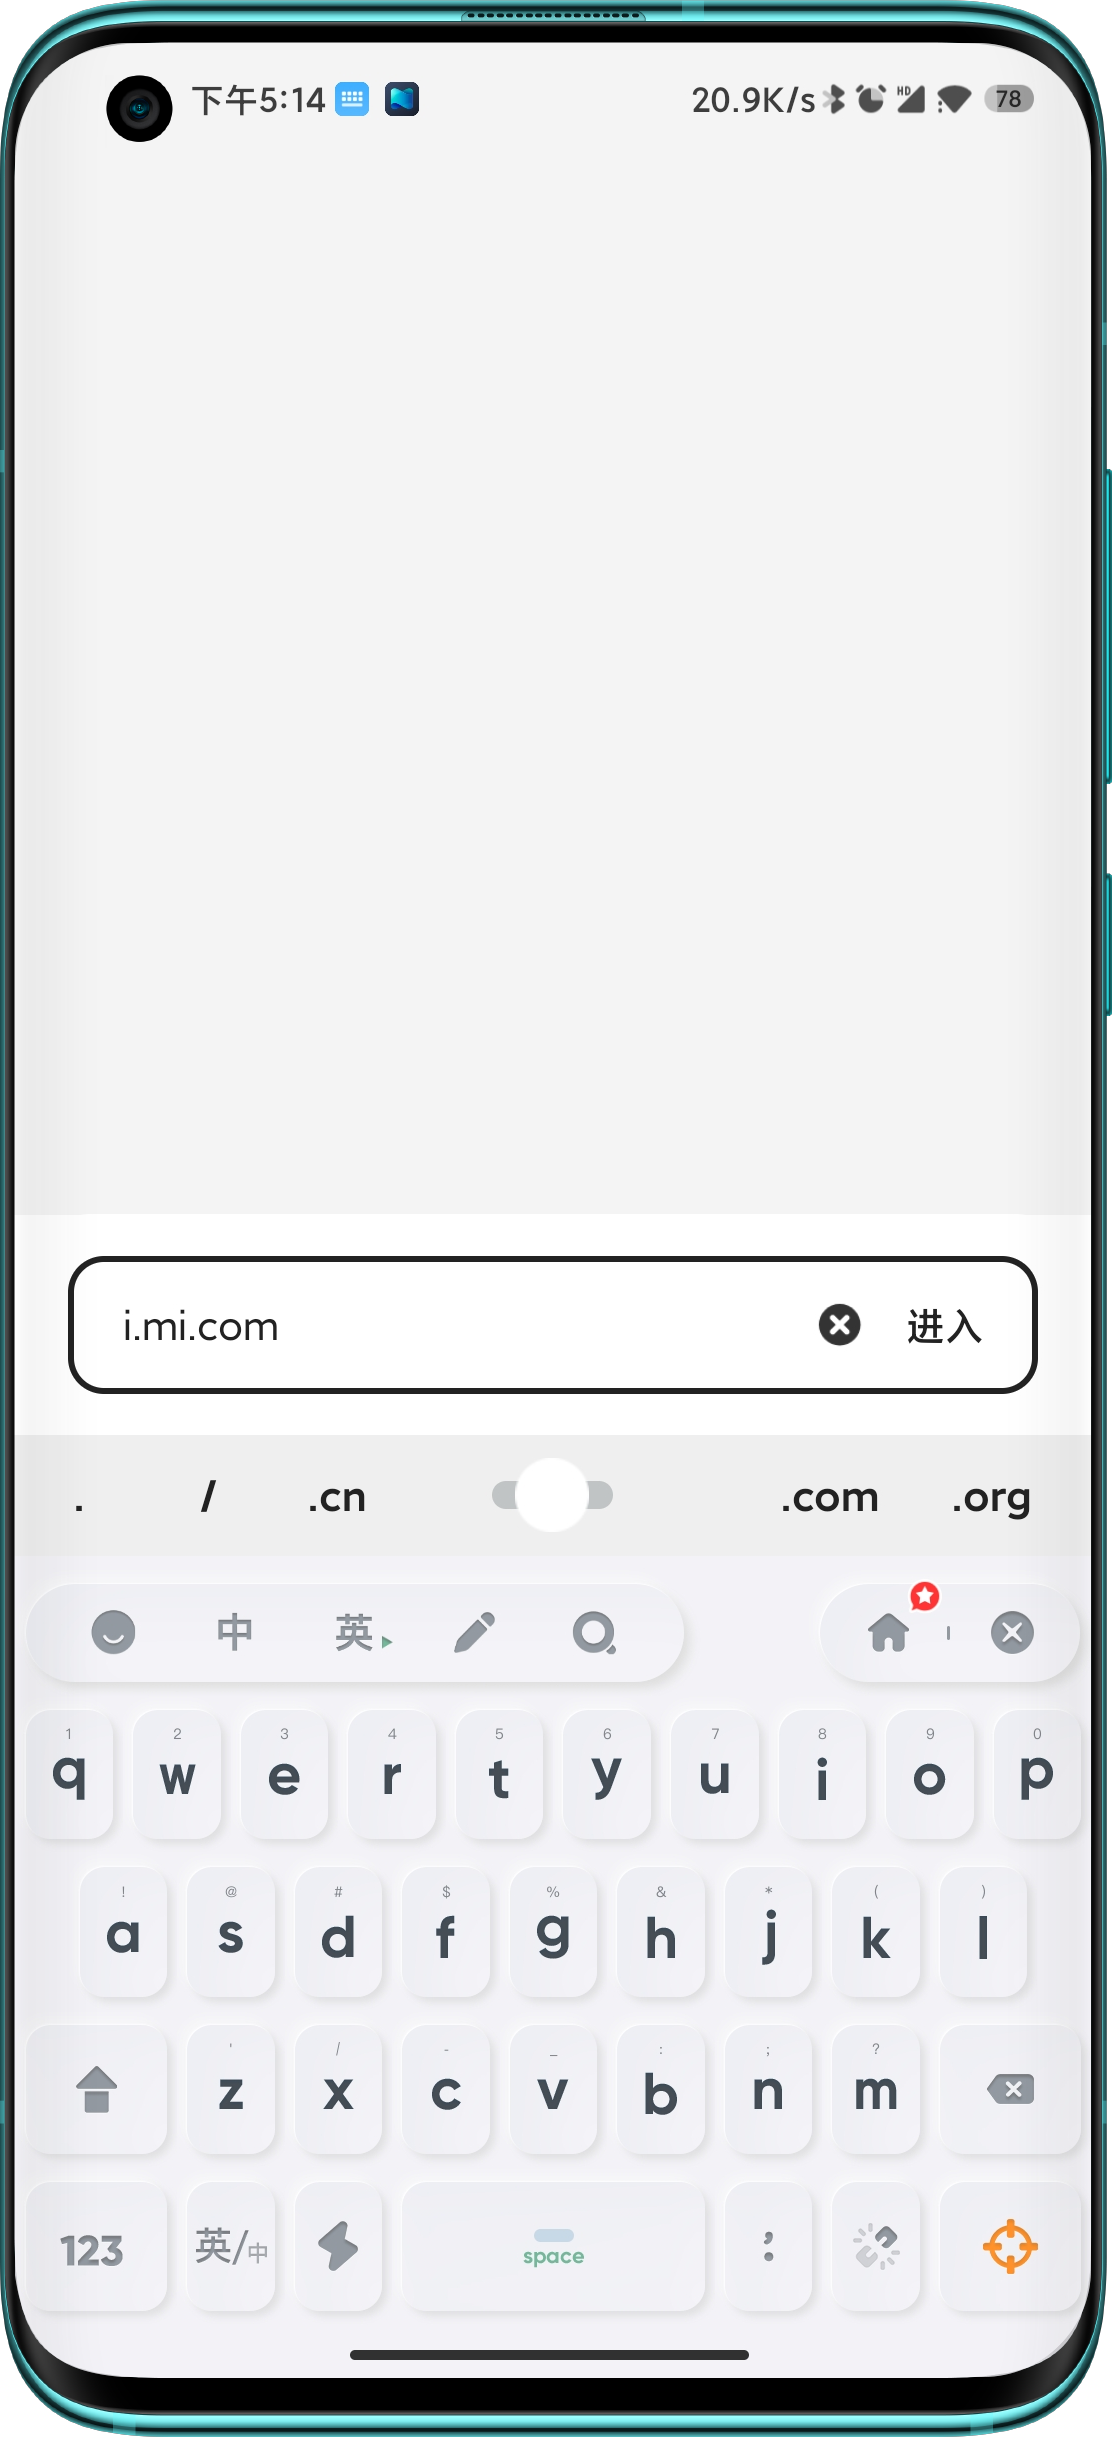 下午5:14 20.9K/s HD 78
i.mi.com 进入
. / .cn .com .org
中 英
1 2 3 4 5 6 7 8 9 0
q w e r t y u i o p
! @ # $ % & * ( )
a s d f g h j k l
' / - _ : ; ?
z x c v b n m
123 英/中 space ;